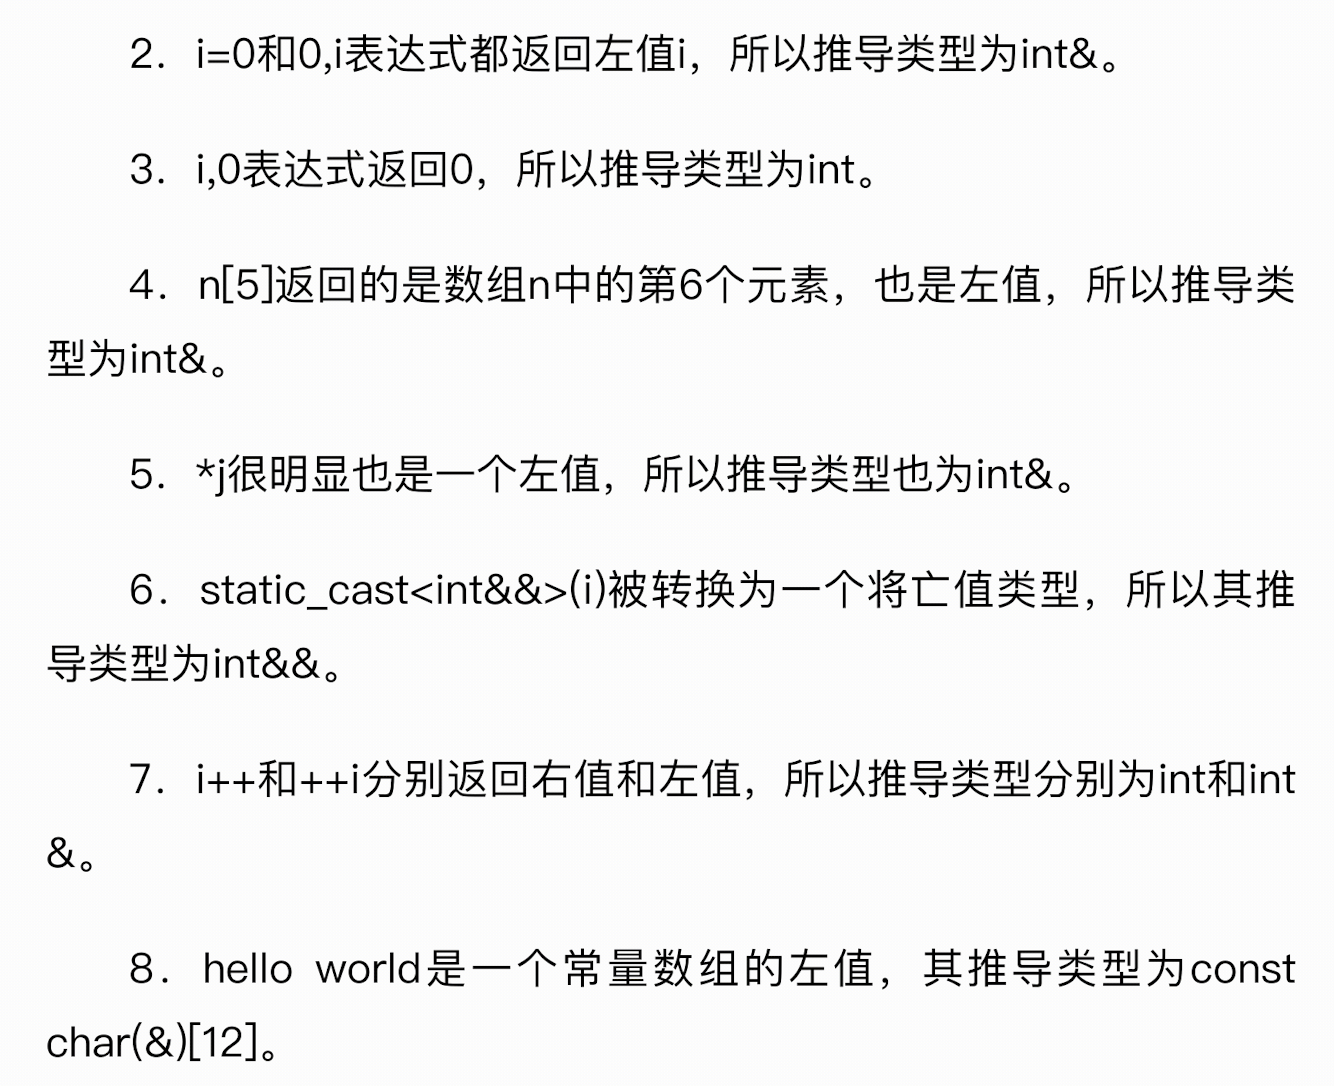 2．i=0和0,i表达式都返回左值i，所以推导类型为int&。
3．i,0表达式返回0，所以推导类型为int。
4．n[5]返回的是数组n中的第6个元素，也是左值，所以推导类
型为int&。
5．*j很明显也是一个左值，所以推导类型也为int&。
6．static_cast<int&&>(i)被转换为一个将亡值类型，所以其推
导类型为int&&。
7．i++和++i分别返回右值和左值，所以推导类型分别为int和int
&。
8．hello world是一个常量数组的左值，其推导类型为const
char(&)[12]。